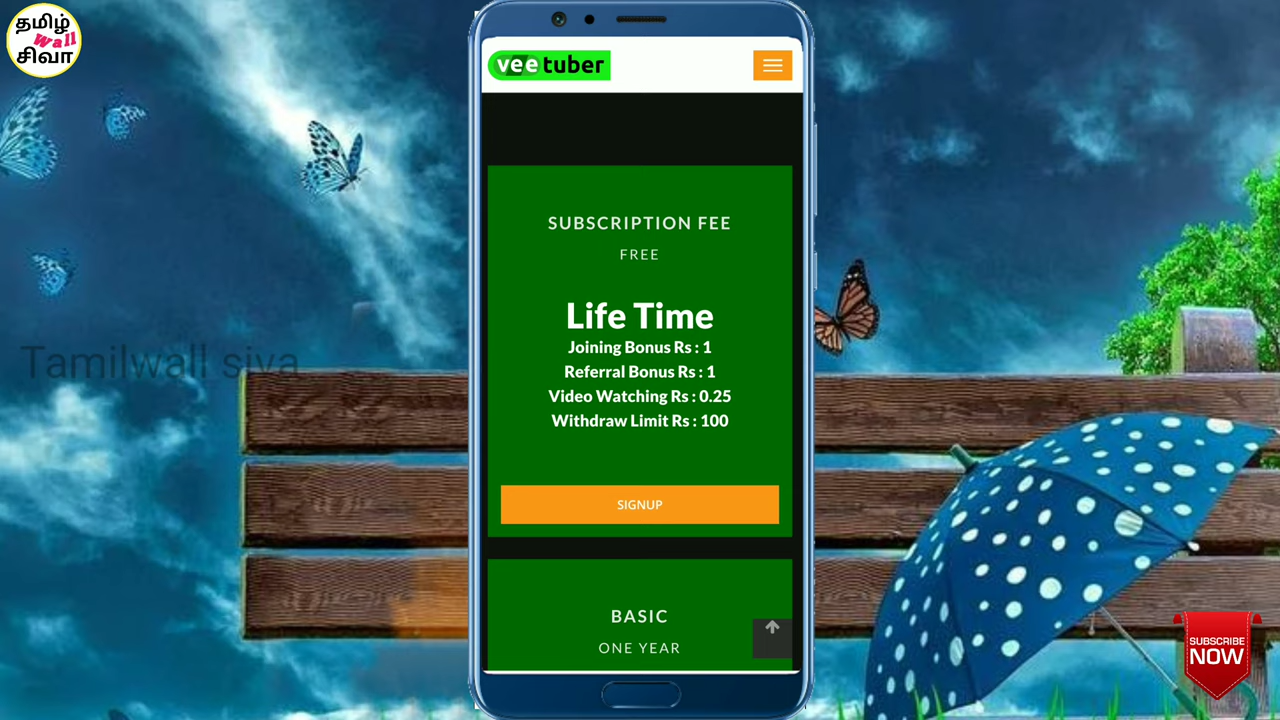 தமிழ்
Wall
சிவா
veetuber
SUBSCRIPTION FEE
FREE
Life Time
Joining Bonus Rs : 1
Referral Bonus Rs : 1
Video Watching Rs : 0.25
Withdraw Limit Rs : 100
SIGNUP
BASIC
ONE YEAR
Tamilwall siva
SUBSCRIBE
NOW